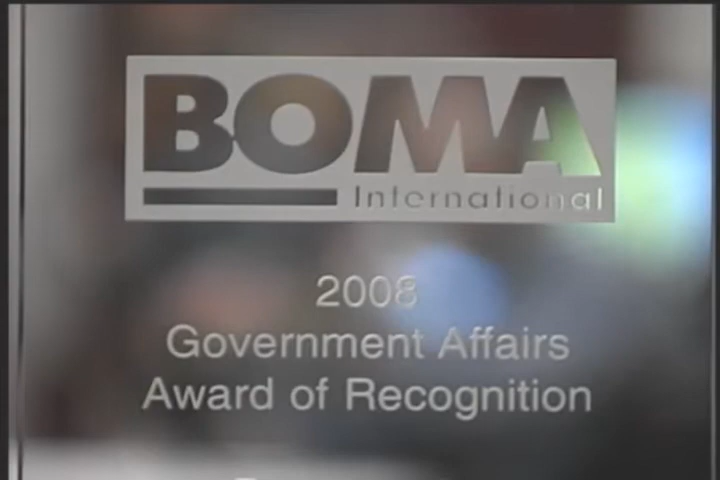 BOMA
International
2008
Government Affairs
Award of Recognition